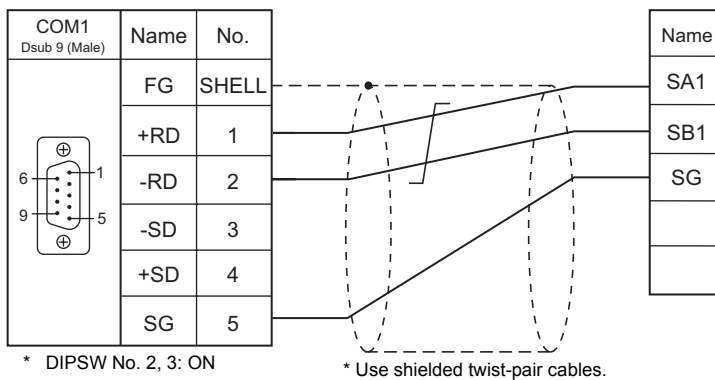 COM1
Dsub 9 (Male)
Name No.
FG SHELL
+RD 1
-RD 2
-SD 3
+SD 4
SG 5
6 1
9 5
* DIPSW No. 2, 3: ON
Name
SA1
SB1
SG
* Use shielded twist-pair cables.